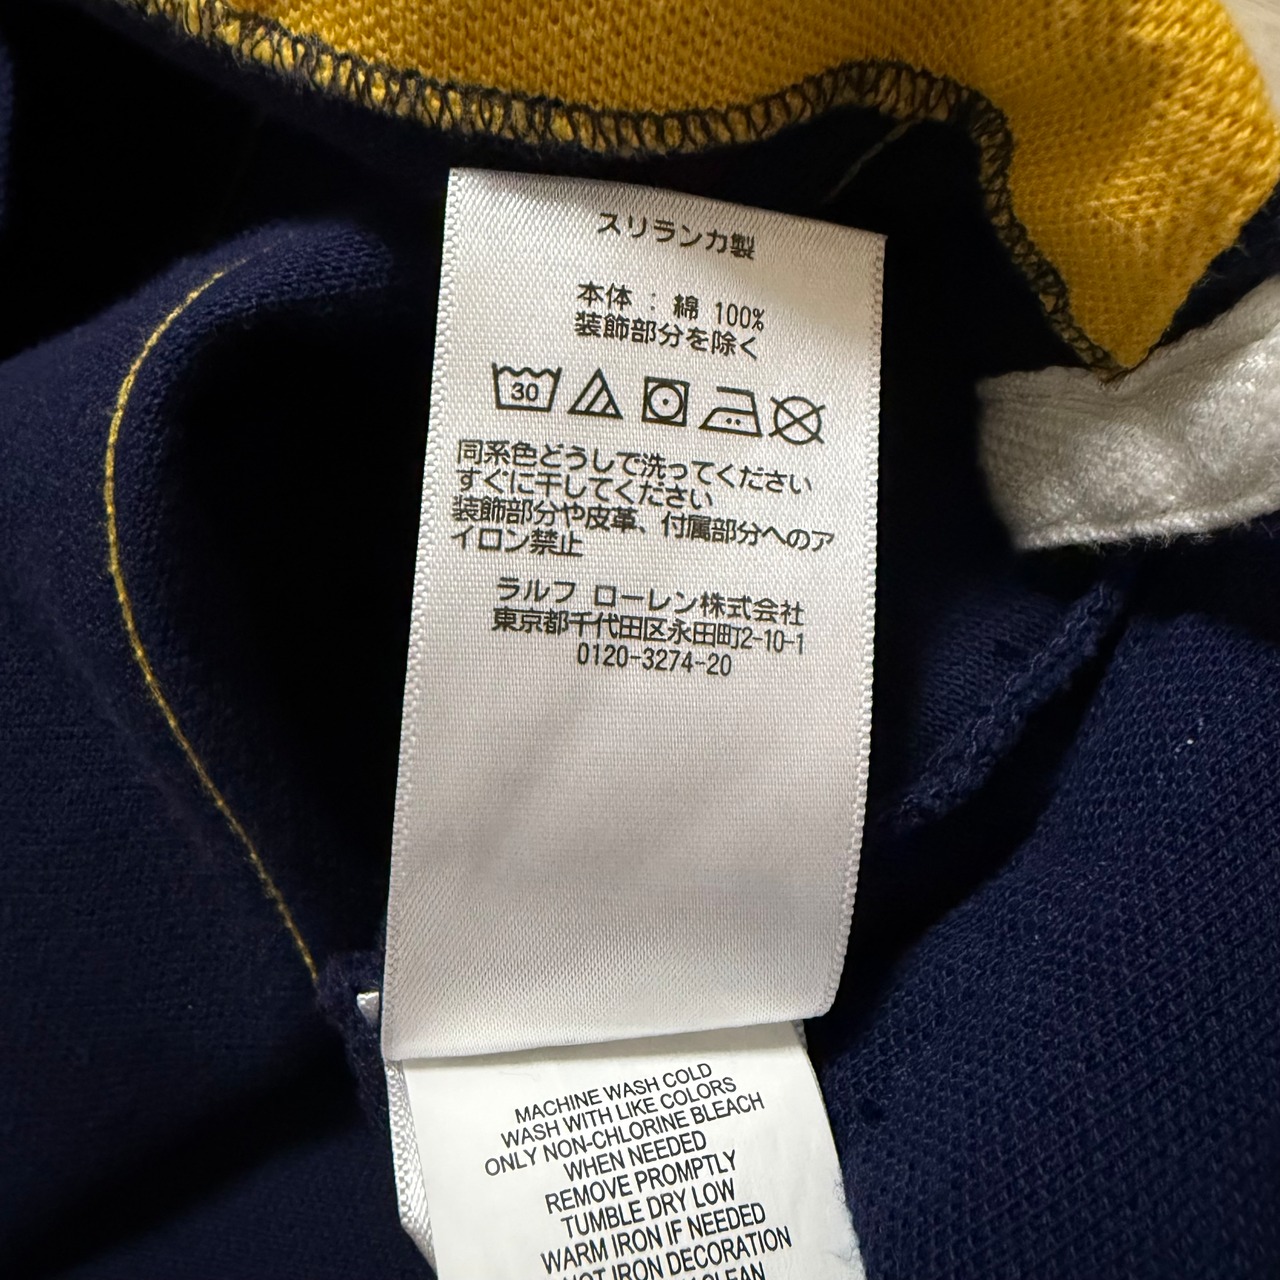 スリランカ製
本体 : 綿 100%
装飾部分を除く
30
同系色どうしで洗ってください
すぐに干してください
装飾部分や皮革、付属部分へのア
イロン禁止
ラルフ ローレン株式会社
東京都千代田区永田町2-10-1
0120-3274-20
MACHINE WASH COLD
WASH WITH LIKE COLORS
ONLY NON-CHLORINE BLEACH
WHEN NEEDED
REMOVE PROMPTLY
TUMBLE DRY LOW
WARM IRON IF NEEDED
NOT IRON DECORATION
CLEAN